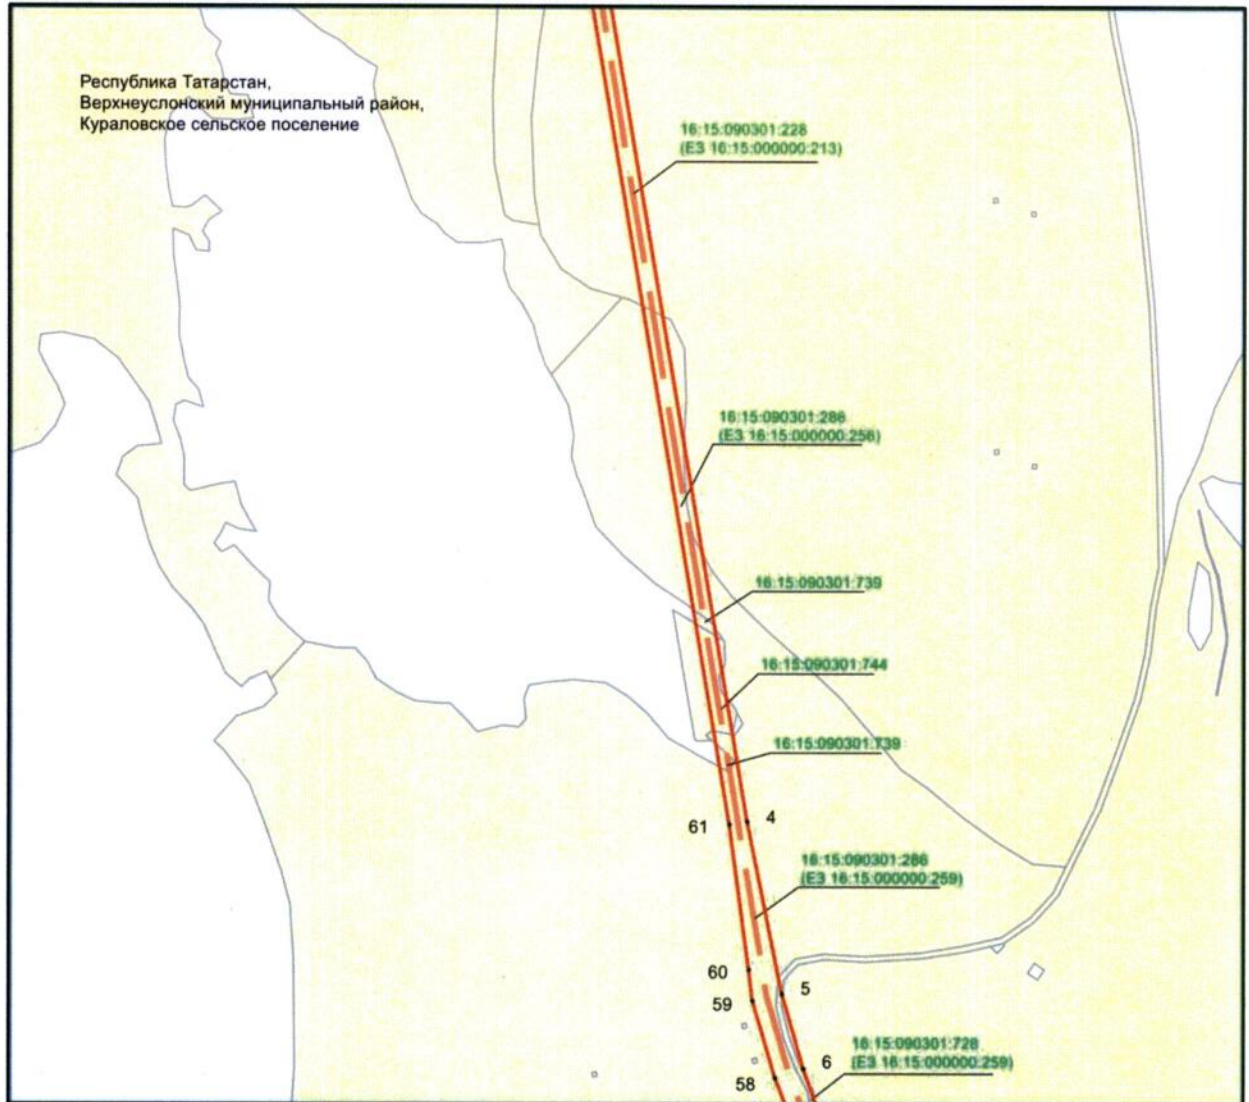 Республика Татарстан,
Верхнеуслонский муниципальный район,
Кураловское сельское поселение
16:15:090301:228
(ЕЗ 16:15:000000:213)
16:15:090301:286
(ЕЗ 16:15:000000:258)
16:15:090301:739
16:15:090301:744
16:15:090301:739
61
4
16:15:090301:286
(ЕЗ 16:15:000000:259)
60
59
5
16:15:090301:728
(ЕЗ 16:15:000000:259)
6
58